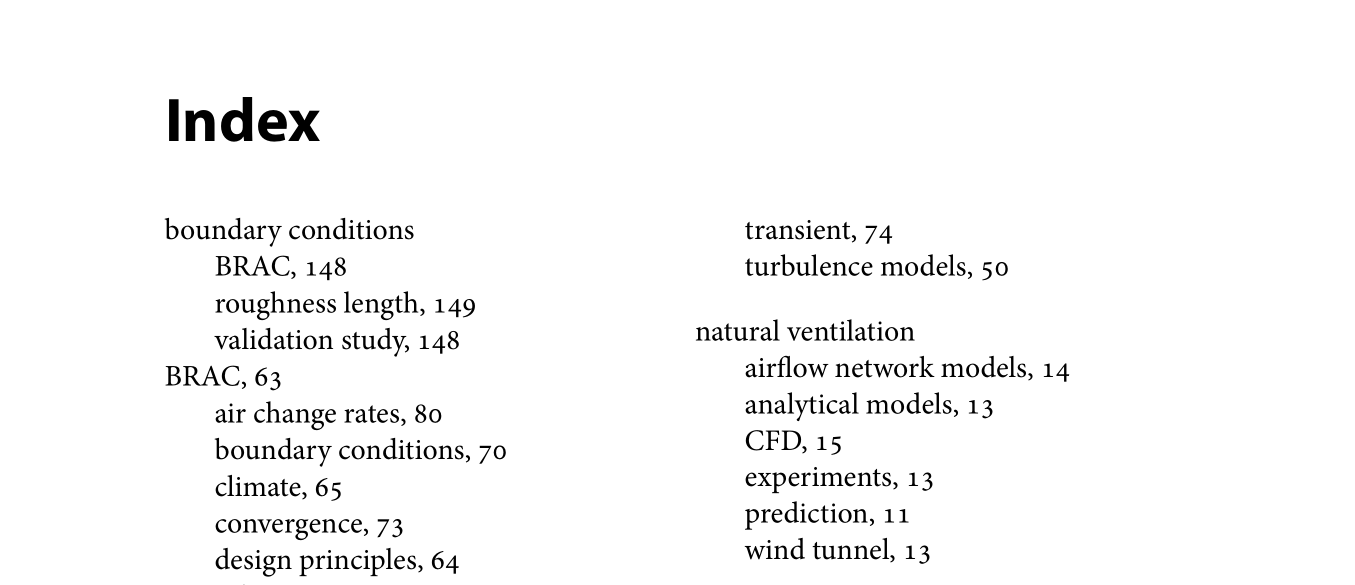 Index
boundary conditions
BRAC, 148
roughness length, 149
validation study, 148
BRAC, 63
air change rates, 80
boundary conditions, 70
climate, 65
convergence, 73
design principles, 64
transient, 74
turbulence models, 50
natural ventilation
airflow network models, 14
analytical models, 13
CFD, 15
experiments, 13
prediction, 11
wind tunnel, 13